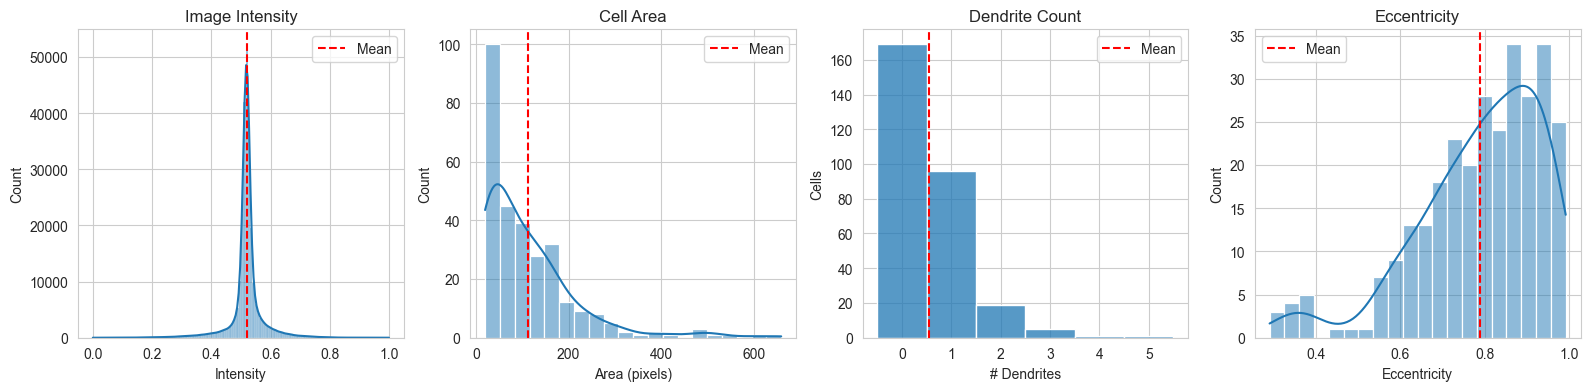 Image Intensity
Mean
50000
40000
30000
20000
10000
0
Count
0.0 0.2 0.4 0.6 0.8 1.0
Intensity
Cell Area
Mean
100
80
60
40
20
0
Count
0 200 400 600
Area (pixels)
Dendrite Count
Mean
160
140
120
100
80
60
40
20
0
Cells
0 1 2 3 4 5
# Dendrites
Eccentricity
Mean
35
30
25
20
15
10
5
0
Count
0.4 0.6 0.8 1.0
Eccentricity